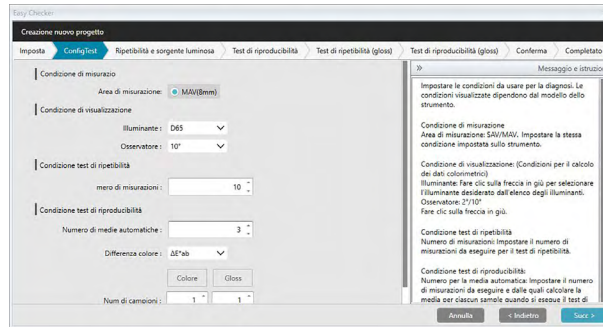 Easy Checker
Creazione nuovo progetto
Imposta ConfigTest Ripetibilità e sorgente luminosa Test di riproducibilità Test di ripetibilità (gloss) Test di riproducibilità (gloss) Conferma Completato
Condizione di misurazio
Area di misurazione: MAV(8mm)
Condizione di visualizzazione
Illuminante : D65
Osservatore : 10°
Condizione test di ripetibilità
mero di misurazioni : 10
Condizione test di riproducibilità
Numero di medie automatiche : 3
Differenza colore : ΔE*ab
Colore Gloss
Num di campioni : 1 1
» Messaggio e istruzio
Impostare le condizioni da usare per la diagnosi. Le
condizioni visualizzate dipendono dal modello dello
strumento.
Condizione di misurazione
Area di misurazione: SAV/MAV. Impostare la stessa
condizione impostata sullo strumento.
Condizione di visualizzazione: (Condizioni per il calcolo
dei dati colorimetrici)
Illuminante: Fare clic sulla freccia in giù per selezionare
l'illuminante desiderato dall'elenco degli illuminanti.
Osservatore: 2°/10°
Fare clic sulla freccia in giù.
Condizione test di ripetibilità
Numero di misurazioni: Impostare il numero di
misurazioni da eseguire per il test di ripetibilità.
Condizione test di riproducibilità:
Numero per la media automatica: Impostare il numero
di misurazioni da eseguire e dalle quali calcolare la
media per ciascun sample quando si esegue il test di
Annulla < Indietro Succ >